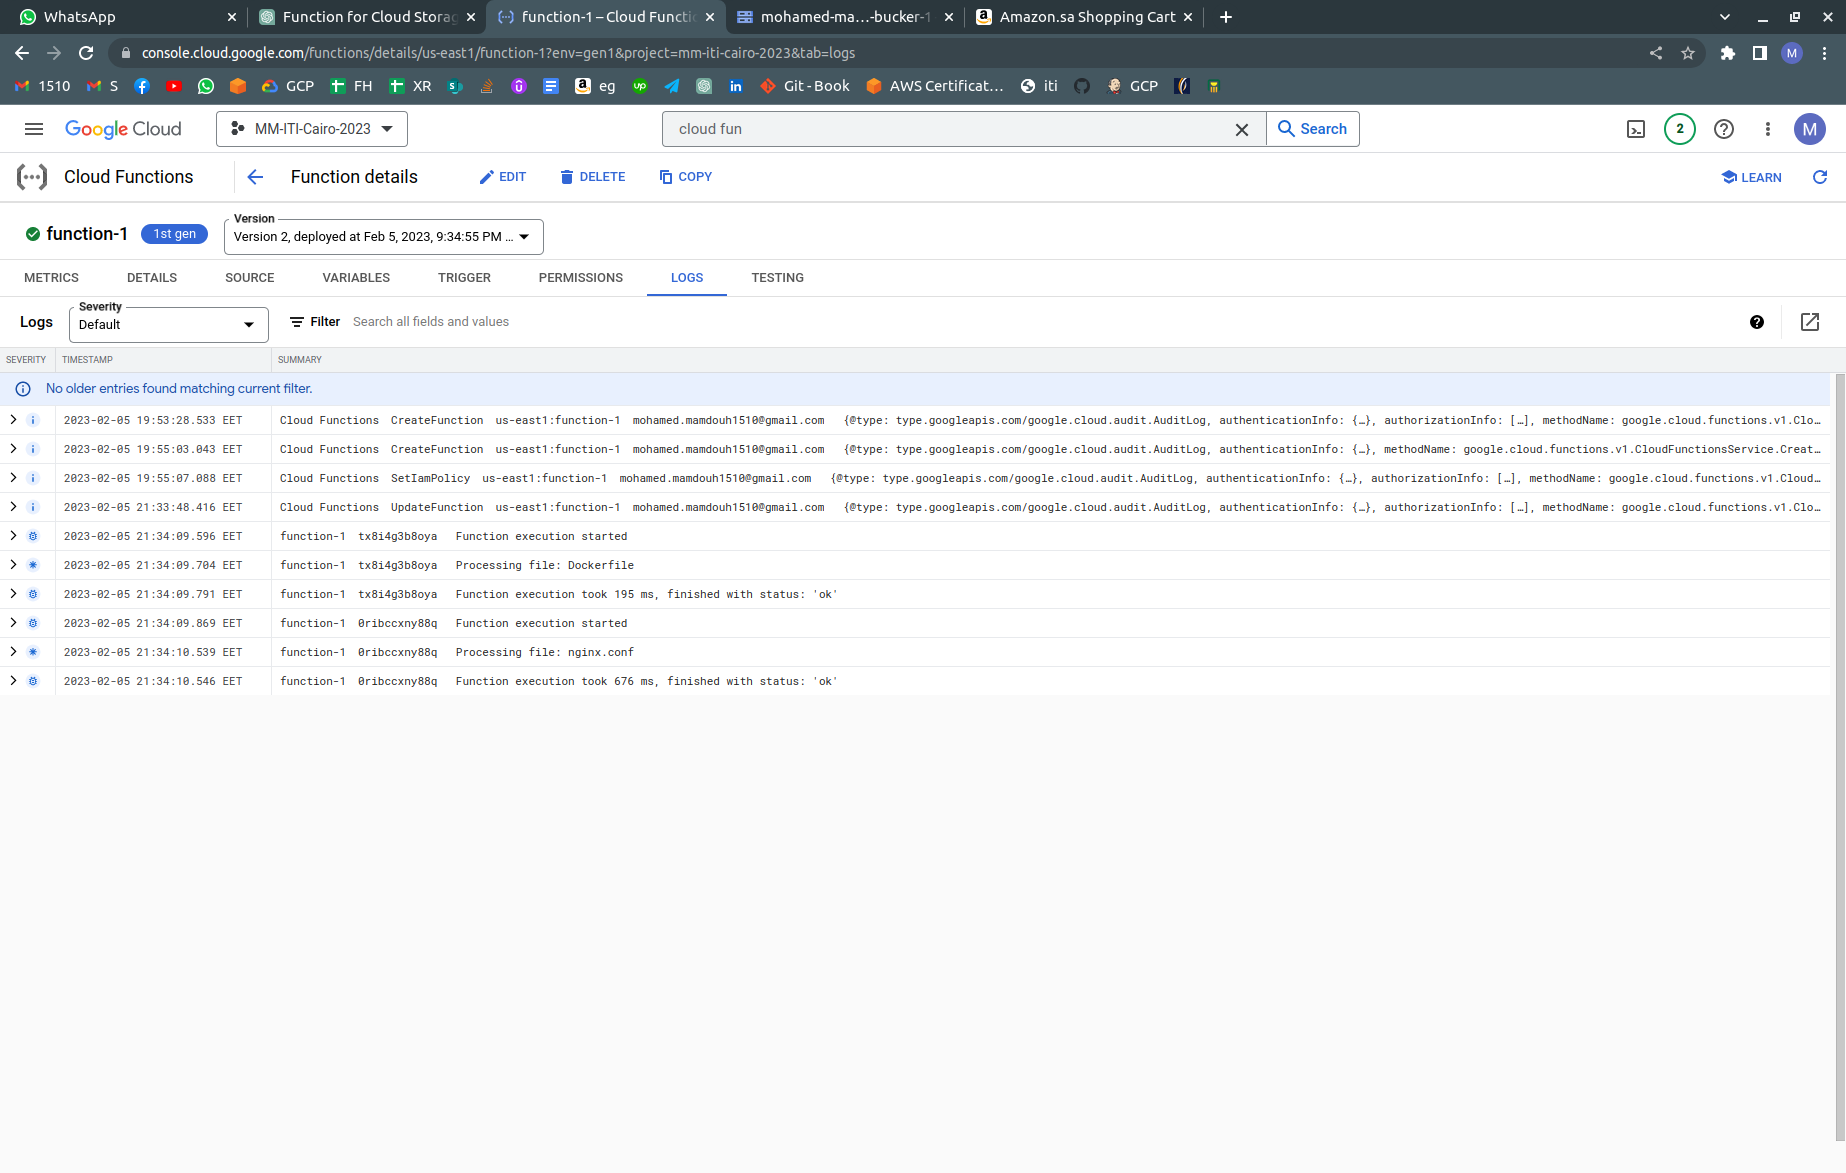 WhatsApp
Function for Cloud Storag
function-1 – Cloud Functi
mohamed-ma...-bucker-1
Amazon.sa Shopping Cart
console.cloud.google.com/functions/details/us-east1/function-1?env=gen1&project=mm-iti-cairo-2023&tab=logs
M
1510 S GCP FH XR eg Git - Book AWS Certificat... iti GCP
Google Cloud MM-ITI-Cairo-2023 cloud fun Search 2 M
Cloud Functions Function details EDIT DELETE COPY LEARN
Version
function-1 1st gen Version 2, deployed at Feb 5, 2023, 9:34:55 PM ...
METRICS DETAILS SOURCE VARIABLES TRIGGER PERMISSIONS LOGS TESTING
Severity
Logs Default Filter Search all fields and values
SEVERITY TIMESTAMP SUMMARY
No older entries found matching current filter.
2023-02-05 19:53:28.533 EET Cloud Functions CreateFunction us-east1:function-1 mohamed.mamdouh1510@gmail.com {@type: type.googleapis.com/google.cloud.audit.AuditLog, authenticationInfo: {…}, authorizationInfo: […], methodName: google.cloud.functions.v1.Clo…
2023-02-05 19:55:03.043 EET Cloud Functions CreateFunction us-east1:function-1 mohamed.mamdouh1510@gmail.com {@type: type.googleapis.com/google.cloud.audit.AuditLog, authenticationInfo: {…}, methodName: google.cloud.functions.v1.CloudFunctionsService.Creat…
2023-02-05 19:55:07.088 EET Cloud Functions SetIamPolicy us-east1:function-1 mohamed.mamdouh1510@gmail.com {@type: type.googleapis.com/google.cloud.audit.AuditLog, authenticationInfo: {…}, authorizationInfo: […], methodName: google.cloud.functions.v1.Cloud…
2023-02-05 21:33:48.416 EET Cloud Functions UpdateFunction us-east1:function-1 mohamed.mamdouh1510@gmail.com {@type: type.googleapis.com/google.cloud.audit.AuditLog, authenticationInfo: {…}, authorizationInfo: […], methodName: google.cloud.functions.v1.Clo…
2023-02-05 21:34:09.596 EET function-1 tx8i4g3b8oya Function execution started
2023-02-05 21:34:09.704 EET function-1 tx8i4g3b8oya Processing file: Dockerfile
2023-02-05 21:34:09.791 EET function-1 tx8i4g3b8oya Function execution took 195 ms, finished with status: 'ok'
2023-02-05 21:34:09.869 EET function-1 0ribccxny88q Function execution started
2023-02-05 21:34:10.539 EET function-1 0ribccxny88q Processing file: nginx.conf
2023-02-05 21:34:10.546 EET function-1 0ribccxny88q Function execution took 676 ms, finished with status: 'ok'